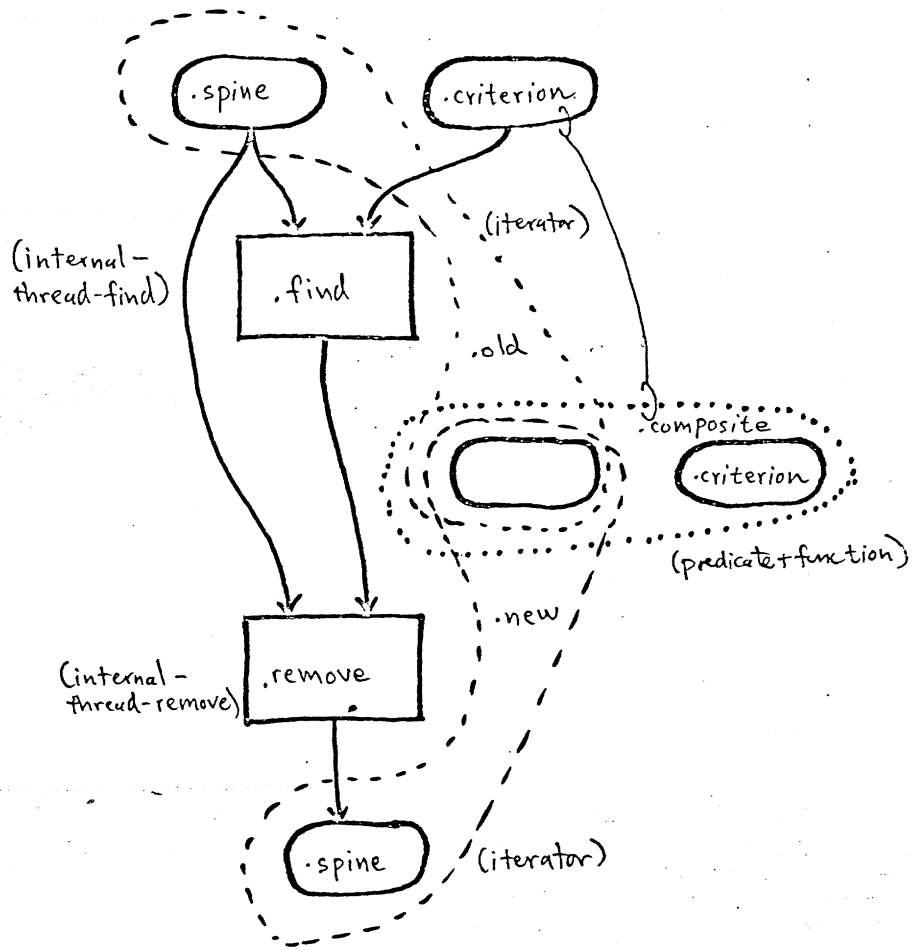 .spine
.criterion
(iterator)
(internal-
thread-find)
.find
.old
.composite
.criterion
(predicate+function)
.new
(internal-
thread-remove)
.remove
.spine
(iterator)